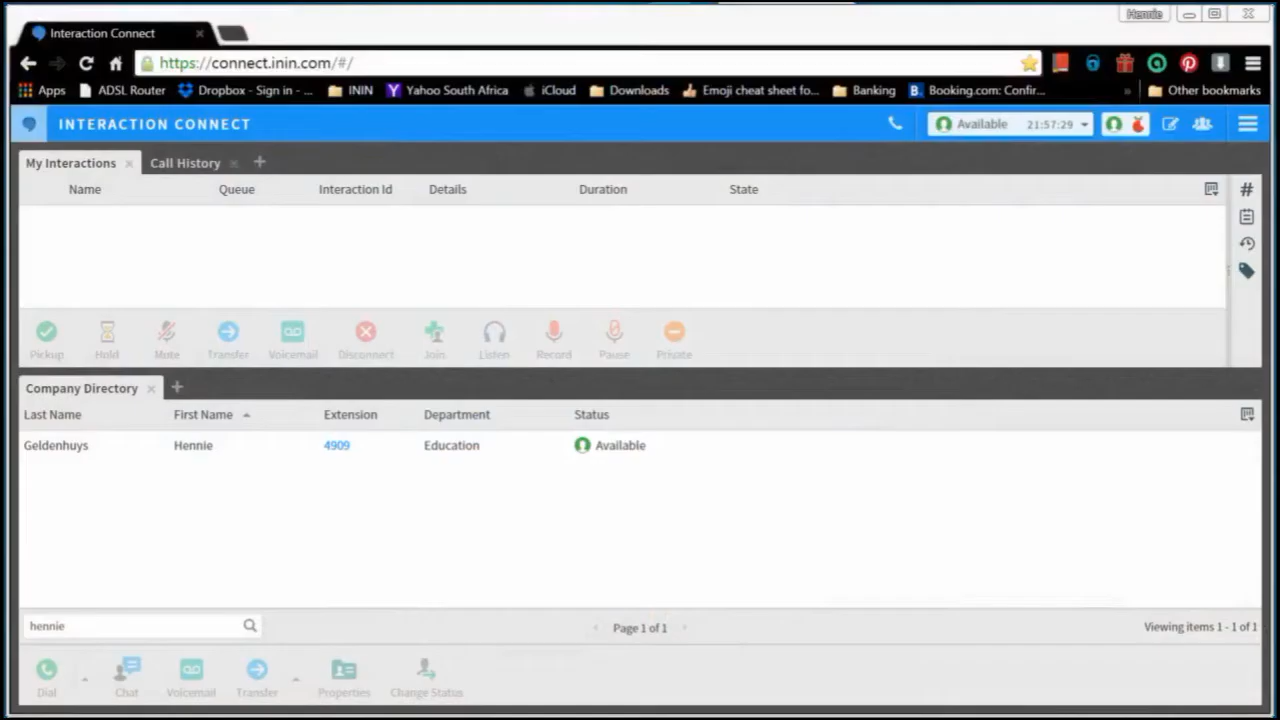 Hennie
Interaction Connect
https://connect.inin.com/#/
Apps ADSL Router Dropbox - Sign in - ... ININ Yahoo South Africa iCloud Downloads Emoji cheat sheet fo... Banking Booking.com: Confir... » Other bookmarks
INTERACTION CONNECT Available 21:57:29
My Interactions Call History
Name Queue Interaction Id Details Duration State
Pickup Hold Mute Transfer Voicemail Disconnect Join Listen Record Pause Private
Company Directory
Last Name First Name Extension Department Status
Geldenhuys Hennie 4909 Education Available
hennie Page 1 of 1 Viewing items 1 - 1 of 1
Dial Chat Voicemail Transfer Properties Change Status